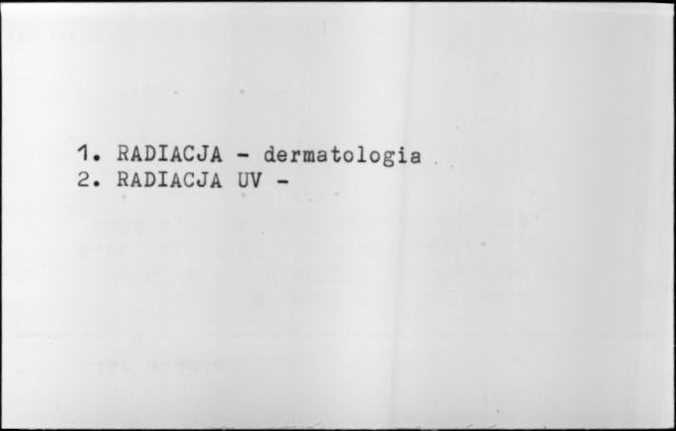 1. RADIACJA - dermatologia
2. RADIACJA UV -